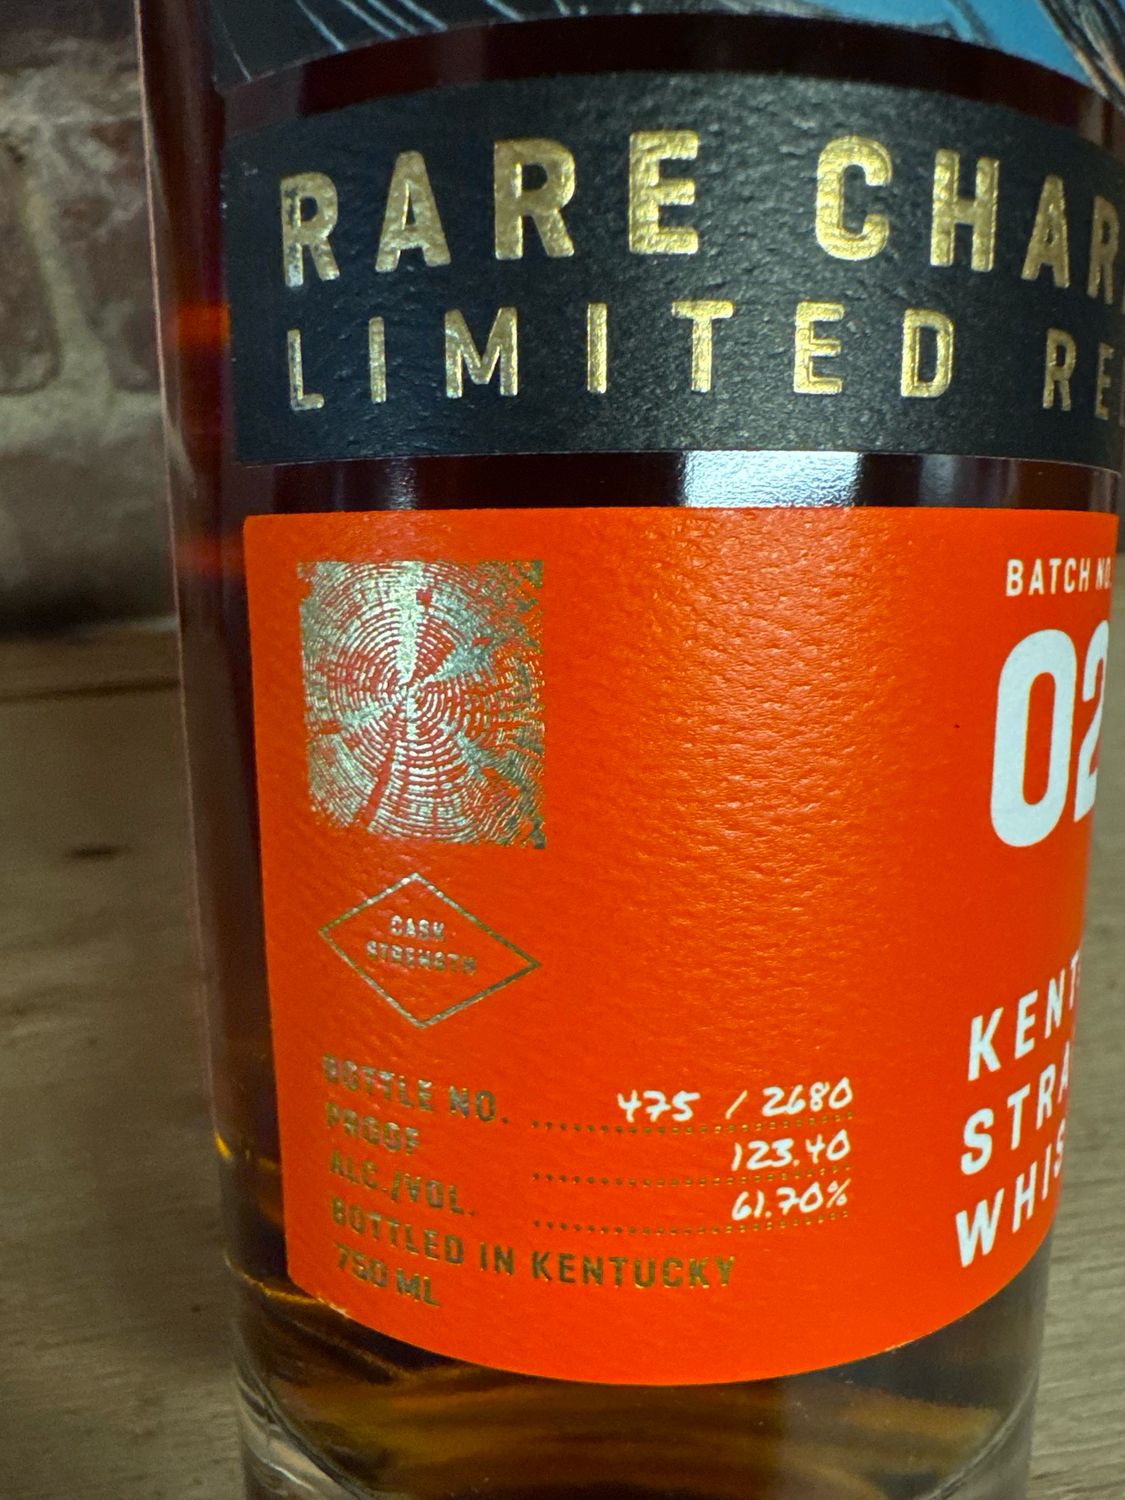 RARE CHAR
LIMITED RE
BATCH NO.
02
CASK
STRENGTH
BOTTLE NO. 475 / 2680
PROOF 123.40
ALC./VOL. 61.70%
BOTTLED IN KENTUCKY
750 ML
KENT
STRA
WHIS